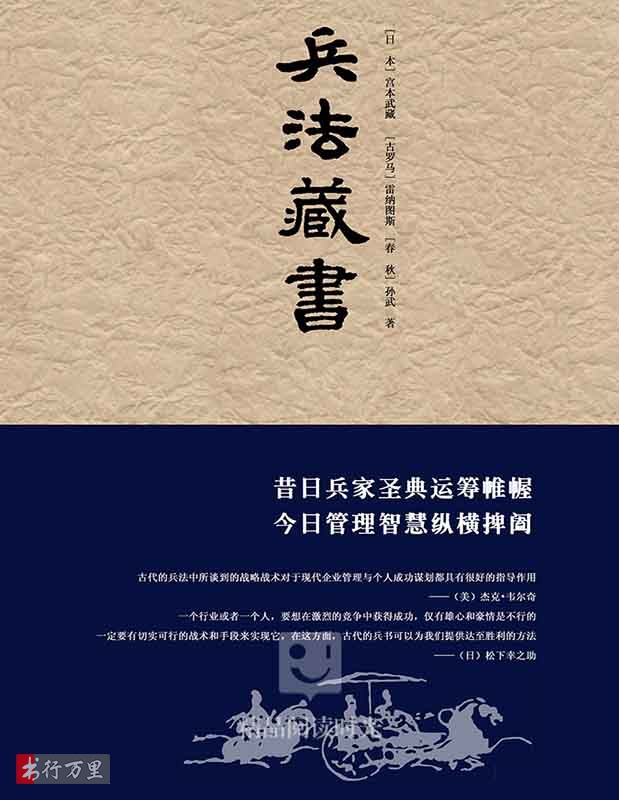 兵法藏書
［日 本］宫本武藏 ［古罗马］雷纳图斯 ［春 秋］孙武 著
昔日兵家圣典运筹帷幄
今日管理智慧纵横捭阖
古代的兵法中所谈到的战略战术对于现代企业管理与个人成功谋划都具有很好的指导作用
——（美）杰克•韦尔奇
一个行业或者一个人，要想在激烈的竞争中获得成功，仅有雄心和豪情是不行的
一定要有切实可行的战术和手段来实现它，在这方面，古代的兵书可以为我们提供达至胜利的方法
——（日）松下幸之助
精品阅读时光
书行万里